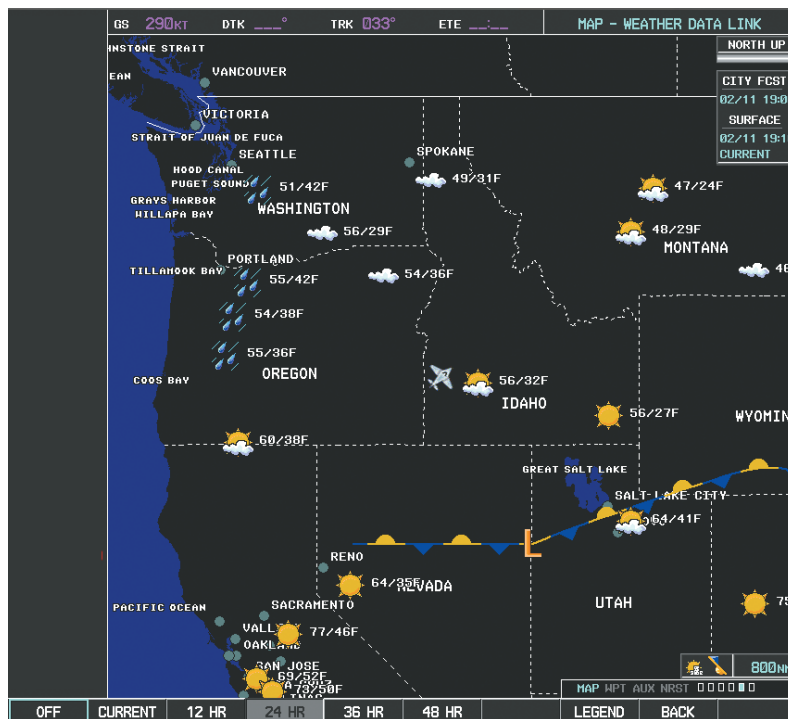 GS 290KT DTK ___° TRK 033° ETE __:__ MAP - WEATHER DATA LINK
NSTONE STRAIT
NORTH UP
EAN
VANCOUVER
CITY FCST
02/11 19:0
VICTORIA
SURFACE
STRAIT OF JUAN DE FUCA
02/11 19:1
SEATTLE
SPOKANE
CURRENT
HOOD CANAL
49/31F
PUGET SOUND
51/42F
47/24F
GRAYS HARBOR
WASHINGTON
WILLAPA BAY
56/29F
48/29F
MONTANA
PORTLAND
TILLAMOOK BAY
54/36F
55/42F
54/38F
55/36F
OREGON
COOS BAY
56/32F
IDAHO
56/27F
WYOMIN
60/38F
GREAT SALT LAKE
SALT LAKE CITY
64/41F
L
RENO
64/35F
NEVADA
PACIFIC OCEAN
SACRAMENTO
UTAH
75
VALL
77/46F
OAKLAND
SAN JOSE
69/52F
73/50F
800NM
MAP WPT AUX NRST
OFF CURRENT 12 HR 24 HR 36 HR 48 HR LEGEND BACK